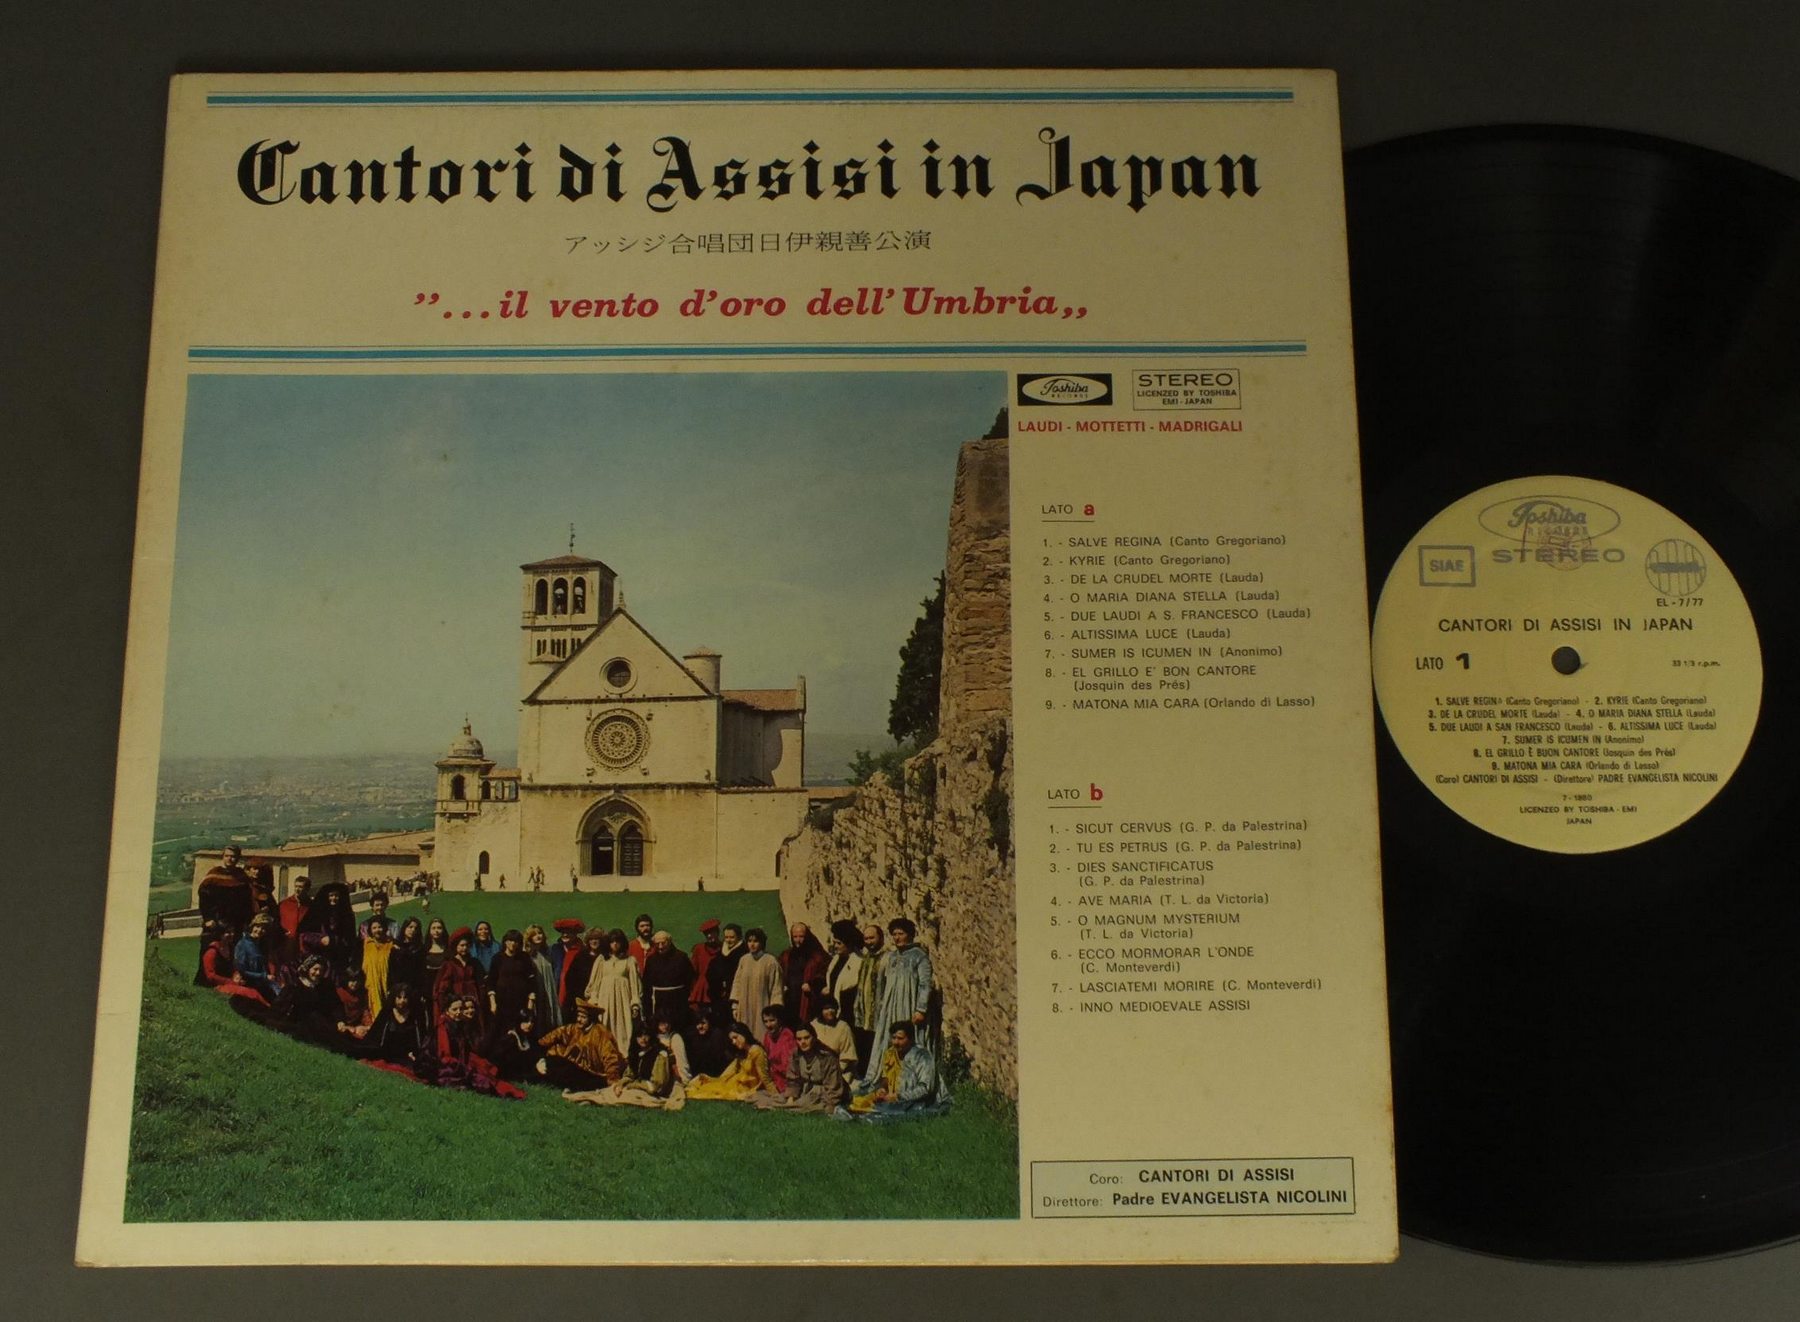 Cantori di Assisi in Japan
アッシジ合唱団日伊親善公演
”...il vento d’oro dell’Umbria„
Toshiba
RECORDS
STEREO
LICENZED BY TOSHIBA
EMI - JAPAN
LAUDI - MOTTETTI - MADRIGALI
LATO a
1. - SALVE REGINA (Canto Gregoriano)
2. - KYRIE (Canto Gregoriano)
3. - DE LA CRUDEL MORTE (Lauda)
4. - O MARIA DIANA STELLA (Lauda)
5. - DUE LAUDI A S. FRANCESCO (Lauda)
6. - ALTISSIMA LUCE (Lauda)
7. - SUMER IS ICUMEN IN (Anonimo)
8. - EL GRILLO E' BON CANTORE
(Josquin des Prés)
9. - MATONA MIA CARA (Orlando di Lasso)
LATO b
1. - SICUT CERVUS (G. P. da Palestrina)
2. - TU ES PETRUS (G. P. da Palestrina)
3. - DIES SANCTIFICATUS
(G. P. da Palestrina)
4. - AVE MARIA (T. L. da Victoria)
5. - O MAGNUM MYSTERIUM
(T. L. da Victoria)
6. - ECCO MORMORAR L'ONDE
(C. Monteverdi)
7. - LASCIATEMI MORIRE (C. Monteverdi)
8. - INNO MEDIOEVALE ASSISI
Coro: CANTORI DI ASSISI
Direttore: Padre EVANGELISTA NICOLINI
Toshiba
RECORDS
STEREO
SIAE
EL - 7/77
CANTORI DI ASSISI IN JAPAN
LATO 1
33 1/3 r.p.m.
1. SALVE REGINA (Canto Gregoriano) - 2. KYRIE (Canto Gregoriano)
3. DE LA CRUDEL MORTE (Lauda) - 4. O MARIA DIANA STELLA (Lauda)
5. DUE LAUDI A SAN FRANCESCO (Lauda) - 6. ALTISSIMA LUCE (Lauda)
7. SUMER IS ICUMEN IN (Anonimo)
8. EL GRILLO È BUON CANTORE (Josquin des Prés)
9. MATONA MIA CARA (Orlando di Lasso)
(Coro) CANTORI DI ASSISI - (Direttore) PADRE EVANGELISTA NICOLINI
7 - 1980
LICENZED BY TOSHIBA - EMI
JAPAN